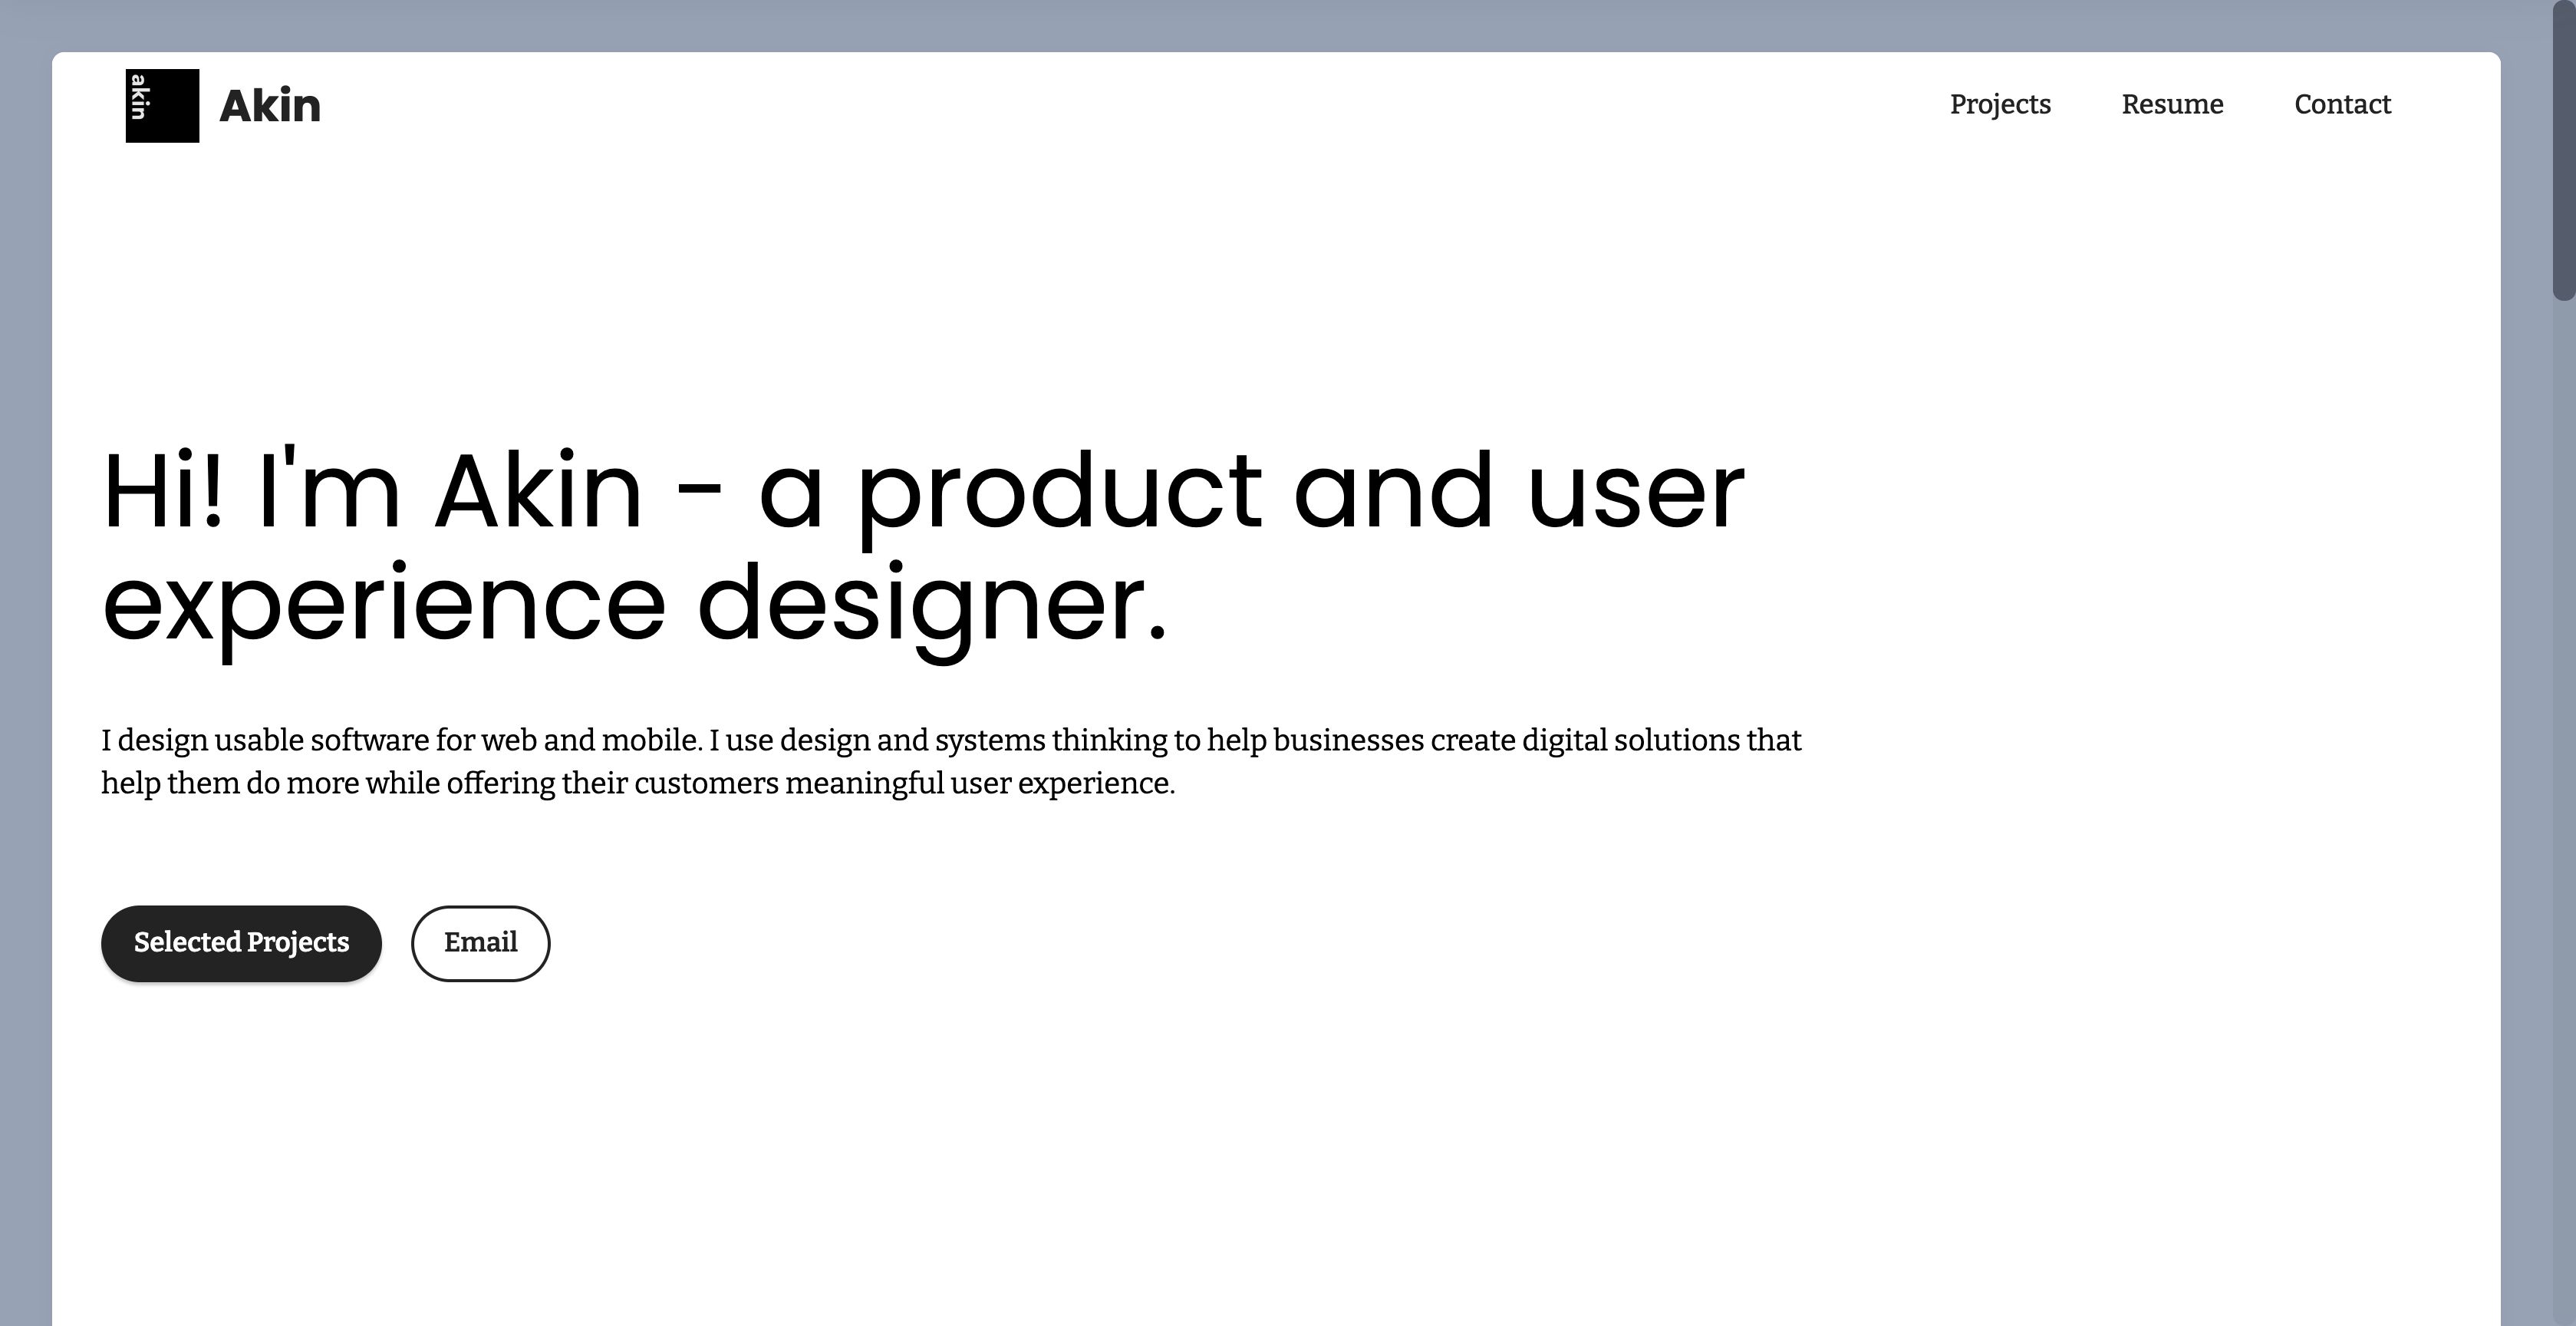 akin
Akin
Projects
Resume
Contact
Hi! I'm Akin - a product and user
experience designer.
I design usable software for web and mobile. I use design and systems thinking to help businesses create digital solutions that
help them do more while offering their customers meaningful user experience.
Selected Projects
Email